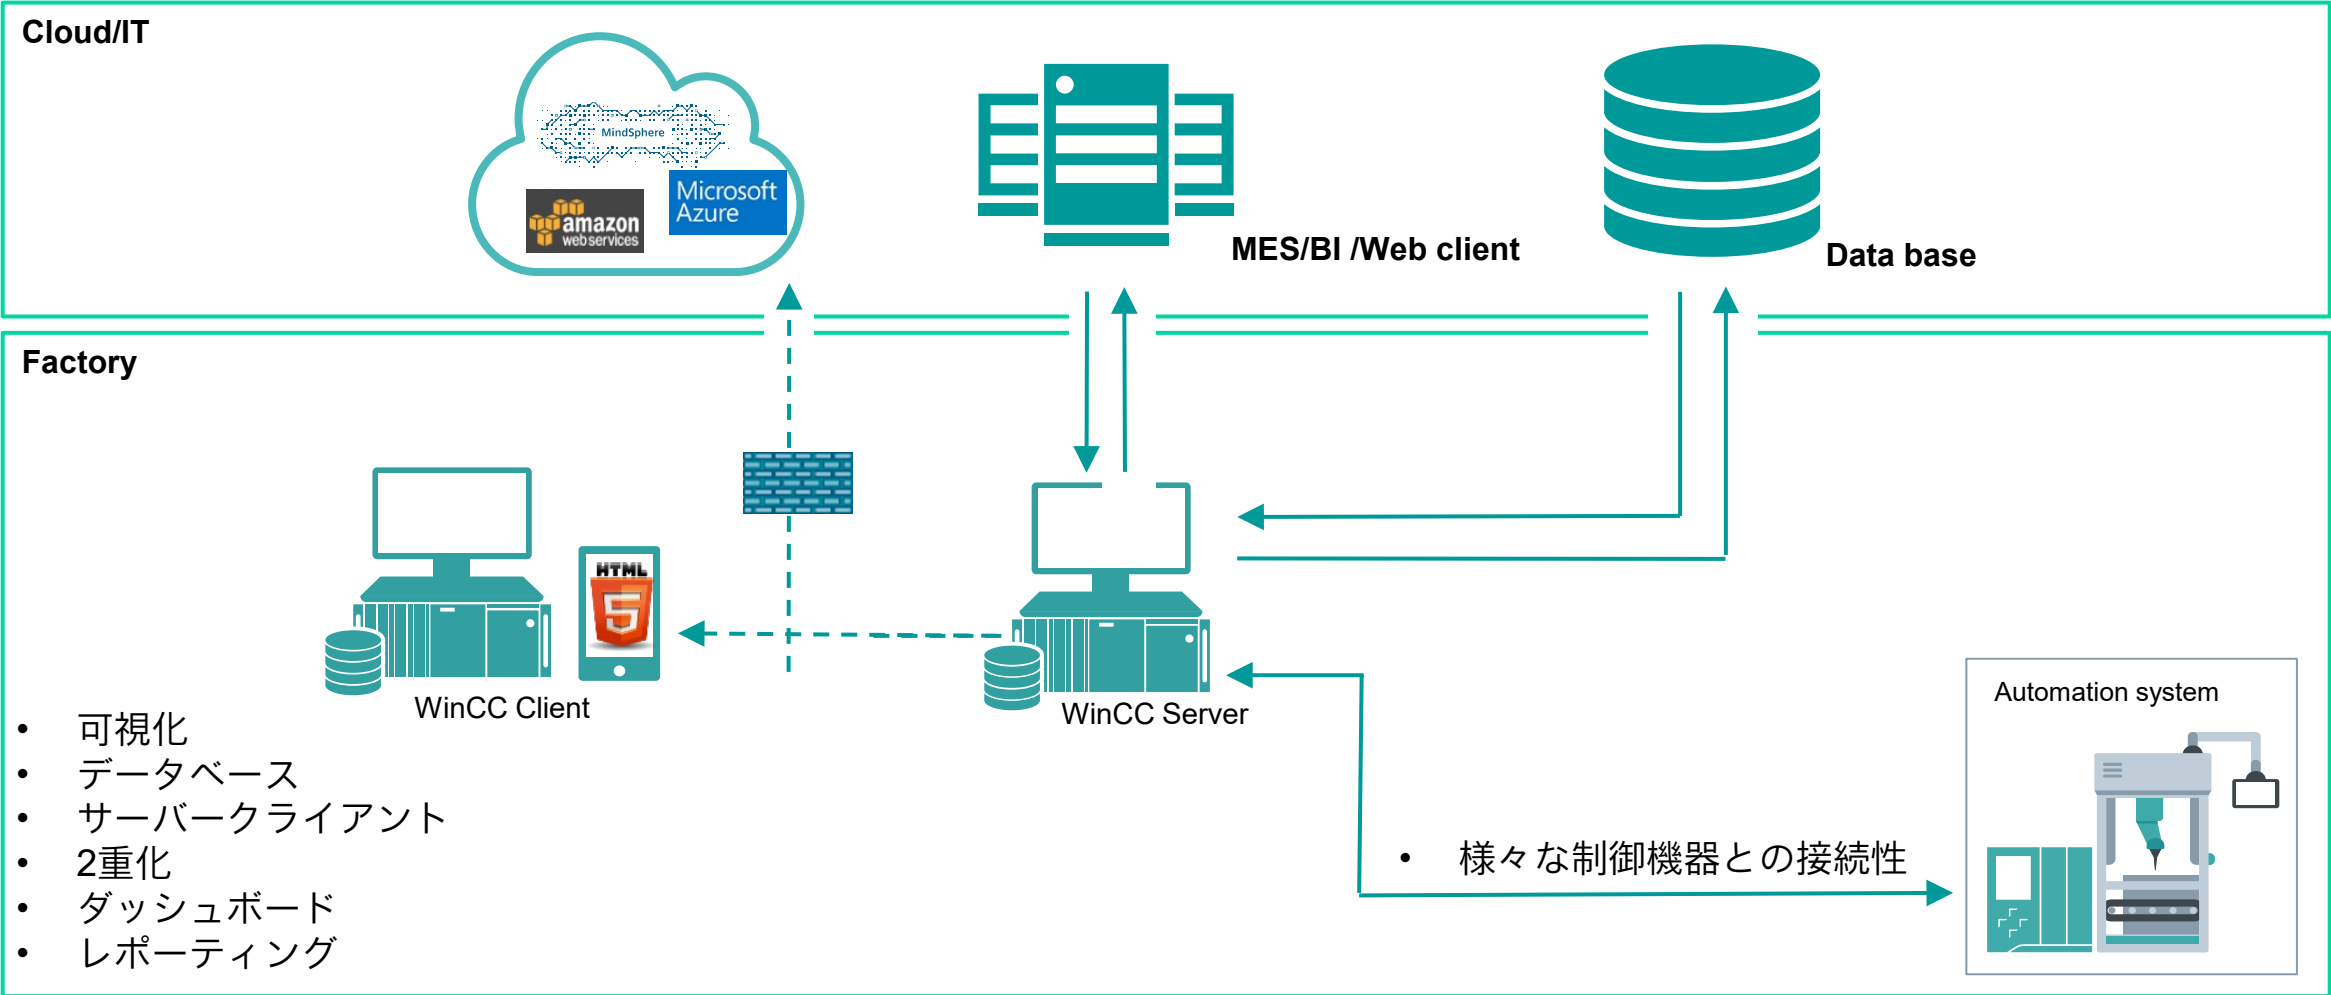 Cloud/IT
MindSphere
Microsoft
Azure
amazon
web services
MES/BI /Web client
Data base
Factory
HTML
5
WinCC Client
WinCC Server
Automation system
• 可視化
• データベース
• サーバークライアント
• 2重化
• ダッシュボード
• レポーティング
• 様々な制御機器との接続性